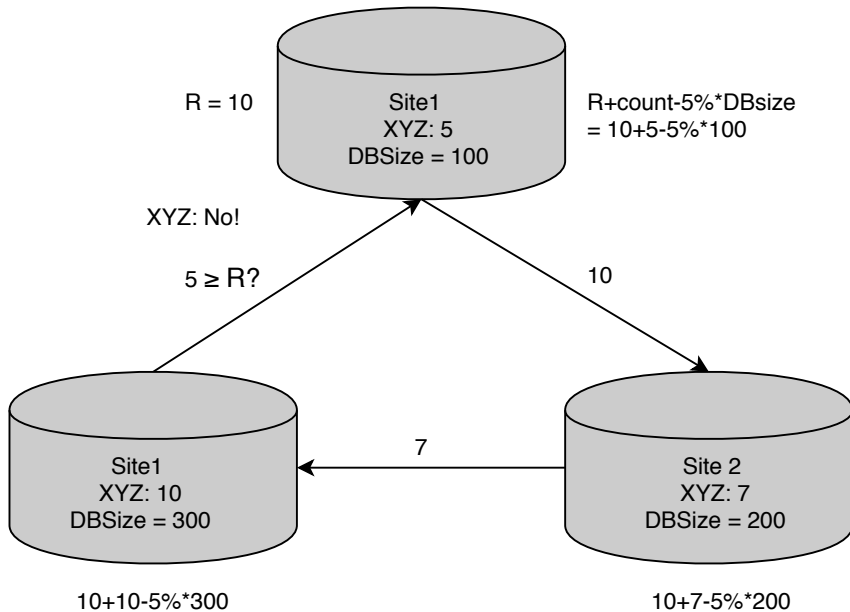 R = 10
Site1
XYZ: 5
DBSize = 100
R+count-5%*DBsize
= 10+5-5%*100
XYZ: No!
5 ≥ R?
10
7
Site1
XYZ: 10
DBSize = 300
Site 2
XYZ: 7
DBSize = 200
10+10-5%*300
10+7-5%*200